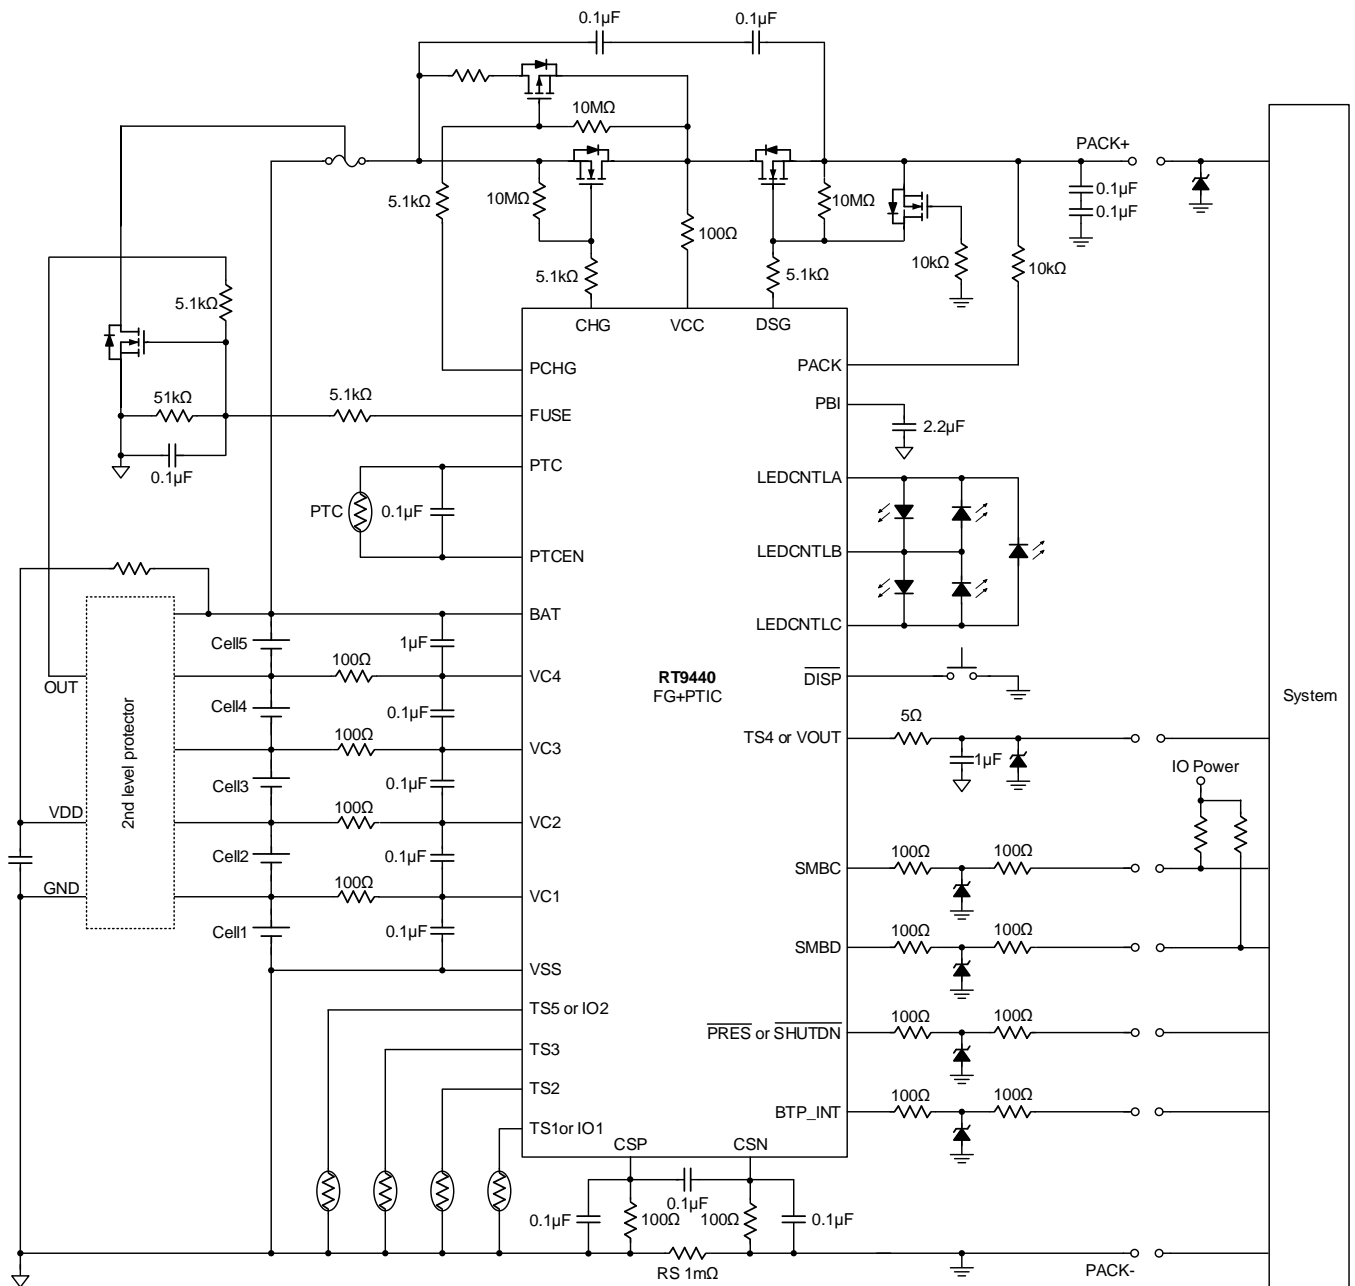 0.1µF
0.1µF
10MΩ
PACK+
5.1kΩ
10MΩ
100Ω
10MΩ
0.1µF
0.1µF
5.1kΩ
5.1kΩ
10kΩ
10kΩ
5.1kΩ
CHG
VCC
DSG
PCHG
PACK
51kΩ
5.1kΩ
FUSE
PBI
2.2µF
0.1µF
PTC
LEDCNTLA
PTC
0.1µF
PTCEN
LEDCNTLB
BAT
LEDCNTLC
Cell5
1µF
100Ω
OUT
VC4
RT9440
FG+PTIC
DISP
System
Cell4
0.1µF
100Ω
VC3
TS4 or VOUT
5Ω
1µF
IO Power
2nd level protector
Cell3
0.1µF
VDD
100Ω
VC2
Cell2
0.1µF
SMBC
100Ω
100Ω
GND
100Ω
VC1
Cell1
0.1µF
SMBD
100Ω
100Ω
VSS
TS5 or IO2
PRES or SHUTDN
100Ω
100Ω
TS3
TS2
BTP_INT
100Ω
100Ω
TS1or IO1
CSP
CSN
0.1µF
0.1µF
100Ω
100Ω
0.1µF
RS 1mΩ
PACK-